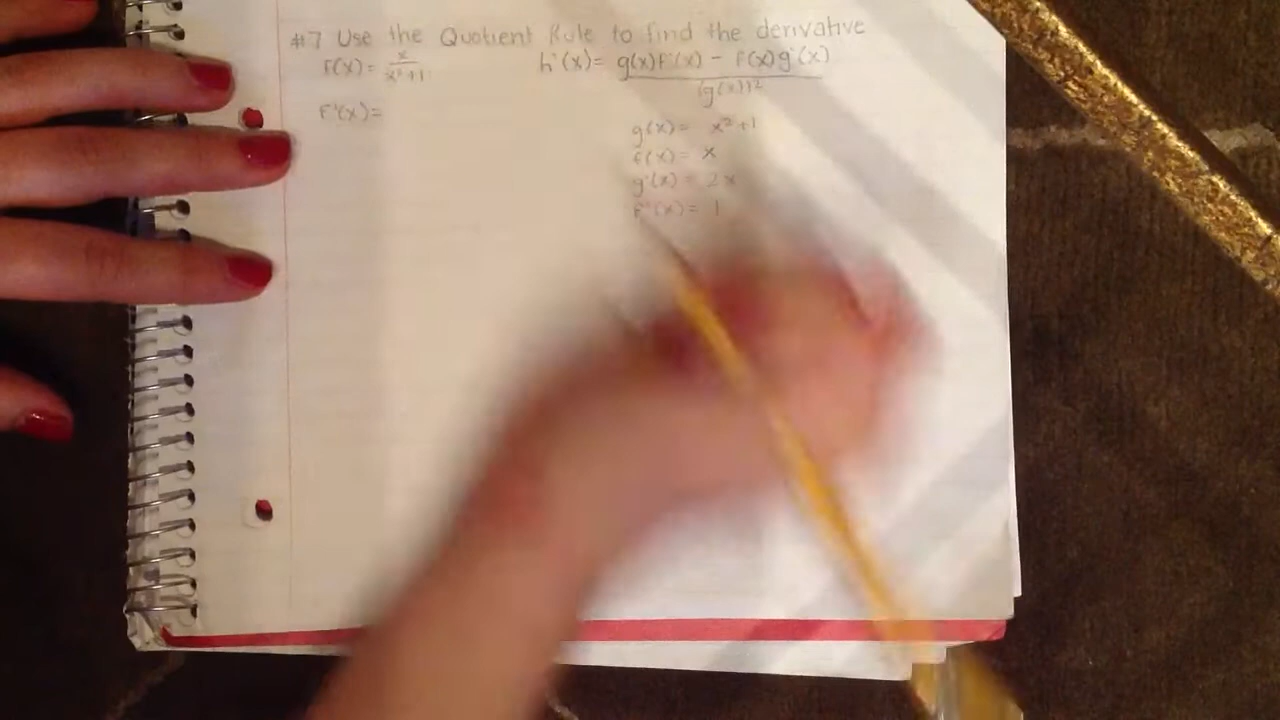 #7 Use the Quotient Rule to find the derivative
f(x) = x/(x²+1)
h'(x) = (g(x)f'(x) - f(x)g'(x))/(g(x))²
f'(x) =
g(x) = x²+1
f(x) = x
g'(x) = 2x
f'(x) = 1